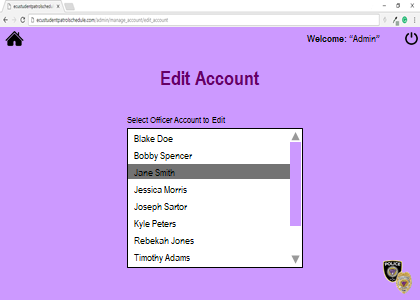 ecustudentpatrolschedule.
ecustudentpatrolschedule.com/admin/manage_account/edit_account
Welcome: "Admin"
Edit Account
Select Officer Account to Edit
Blake Doe
Bobby Spencer
Jane Smith
Jessica Morris
Joseph Sartor
Kyle Peters
Rebekah Jones
Timothy Adams
POLICE